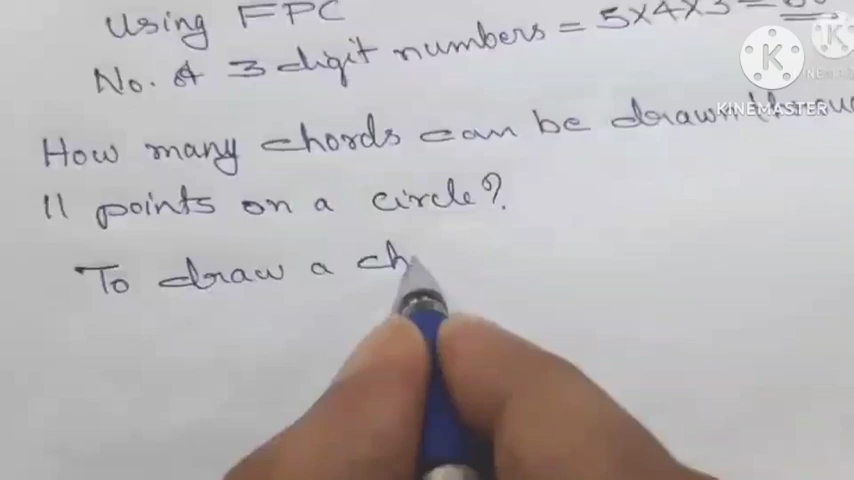 Using FPC
No. of 3 digit numbers = 5×4×3 =
How many chords can be drawn
11 points on a circle?
To draw a ch
KINEMASTER